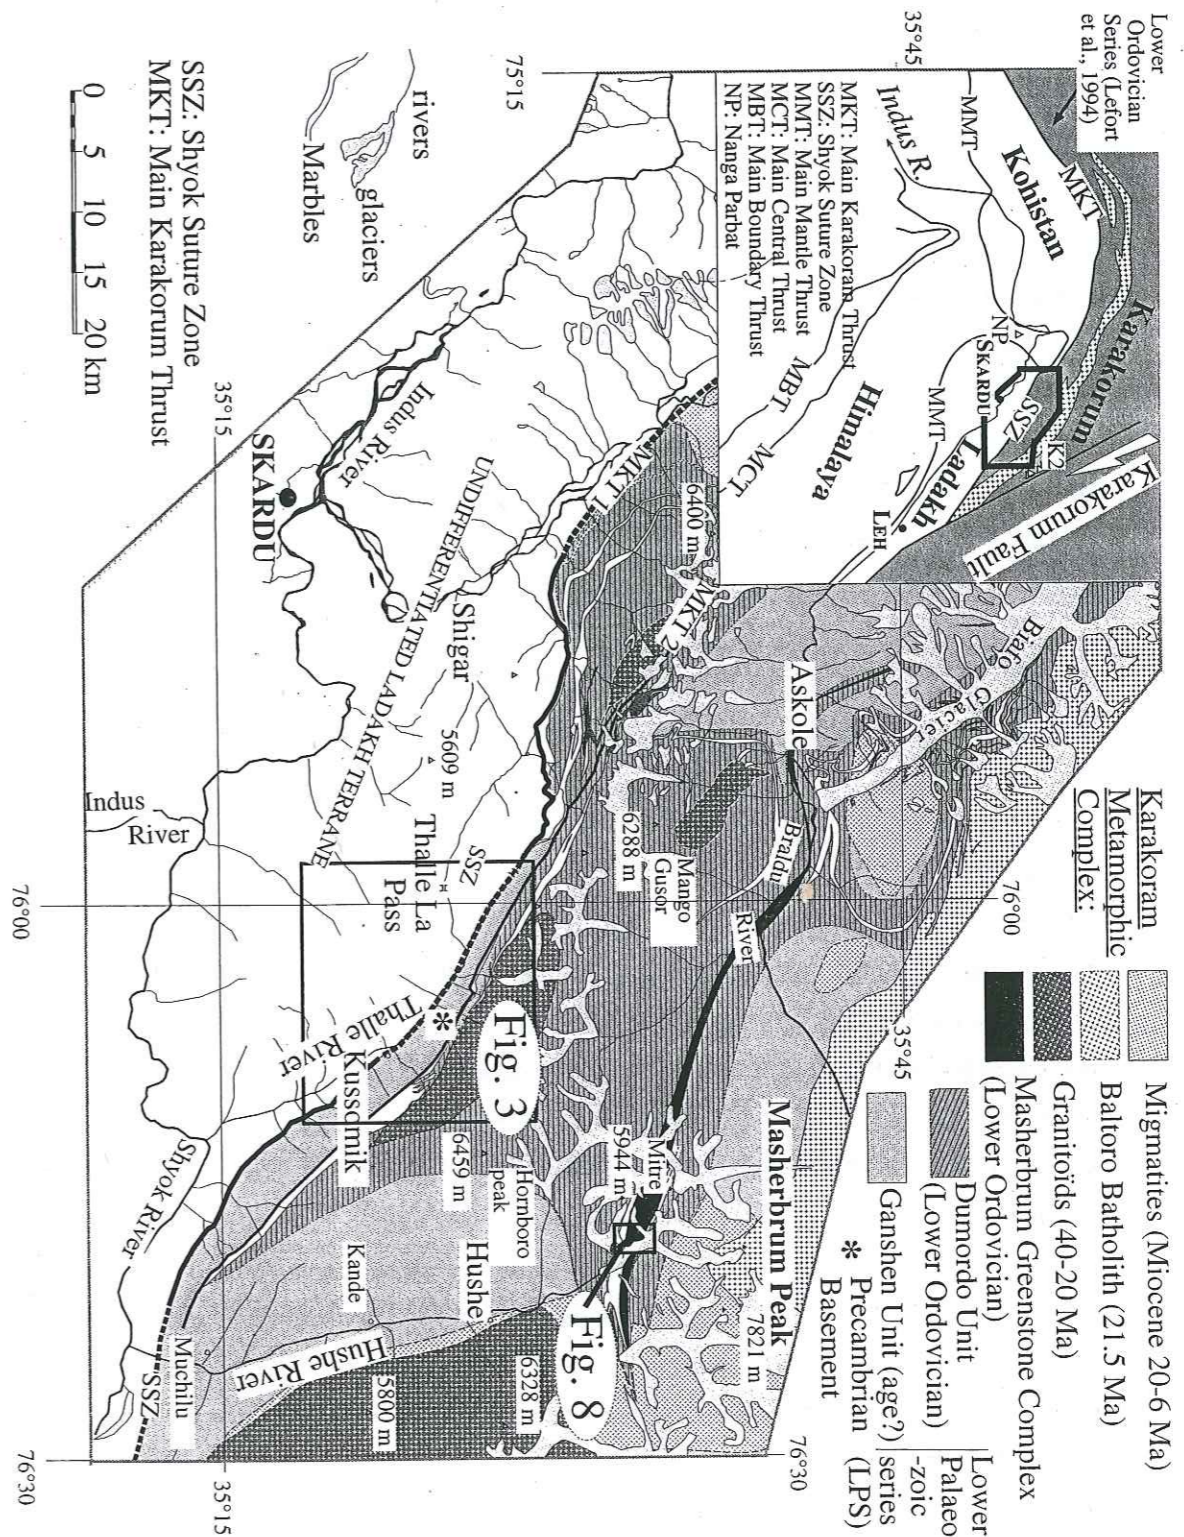 Lower
Ordovician
Series (Lefort
et al., 1994)
35°45
MKT
Kohistan
MMT
Karakorum
Indus R.
NP
SKARDU
SSZ
K2
MMT
Ladakh
Karakorum Fault
LEH
Himalaya
MBT
MCT
MKT: Main Karakoram Thrust
SSZ: Shyok Suture Zone
MMT: Main Mantle Thrust
MCT: Main Central Thrust
MBT: Main Boundary Thrust
NP: Nanga Parbat
Karakoram
Metamorphic
Complex:
Migmatites (Miocene 20-6 Ma)
Baltoro Batholith (21.5 Ma)
Granitoïds (40-20 Ma)
Masherbrum Greenstone Complex
(Lower Ordovician)
Dumordo Unit
(Lower Ordovician)
Ganshen Unit (age?)
Lower
Palaeo
-zoic
series
(LPS)
* Precambrian
Basement
75°15
76°00
35°45
76°30
Biafo
Glacier
Askole
Braldu
River
MKT 2
6400 m
MKT 1
Mango
Gusor
6288 m
Masherbrum Peak
7821 m
Mitre
5944 m
Fig. 8
Fig. 3
*
Hornboro
peak
6459 m
Hushe
Kande
Hushe River
6328 m
5800 m
Muchilu
SSZ
Kussomik
Thalle River
SSZ
Thalle La
Pass
5609 m
Shigar
UNDIFFERENTIATED LADAKH TERRANE
Indus River
SKARDU
35°15
Indus
River
Shyok River
76°00
35°15
76°30
rivers
glaciers
Marbles
SSZ: Shyok Suture Zone
MKT: Main Karakorum Thrust
0 5 10 15 20 km